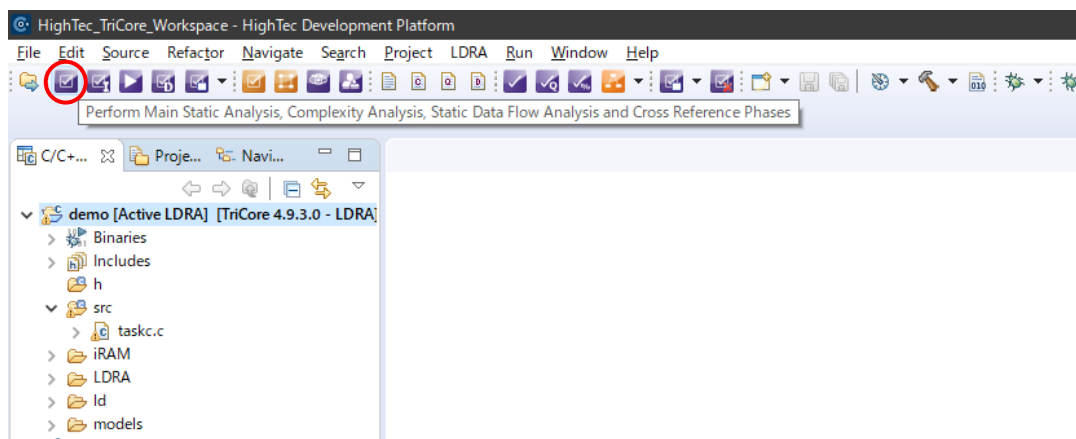 HighTec_TriCore_Workspace - HighTec Development Platform
File Edit Source Refactor Navigate Search Project LDRA Run Window Help
Perform Main Static Analysis, Complexity Analysis, Static Data Flow Analysis and Cross Reference Phases
C/C+... Proje... Navi...
demo [Active LDRA] [TriCore 4.9.3.0 - LDRA]
Binaries
Includes
h
src
taskc.c
iRAM
LDRA
ld
models